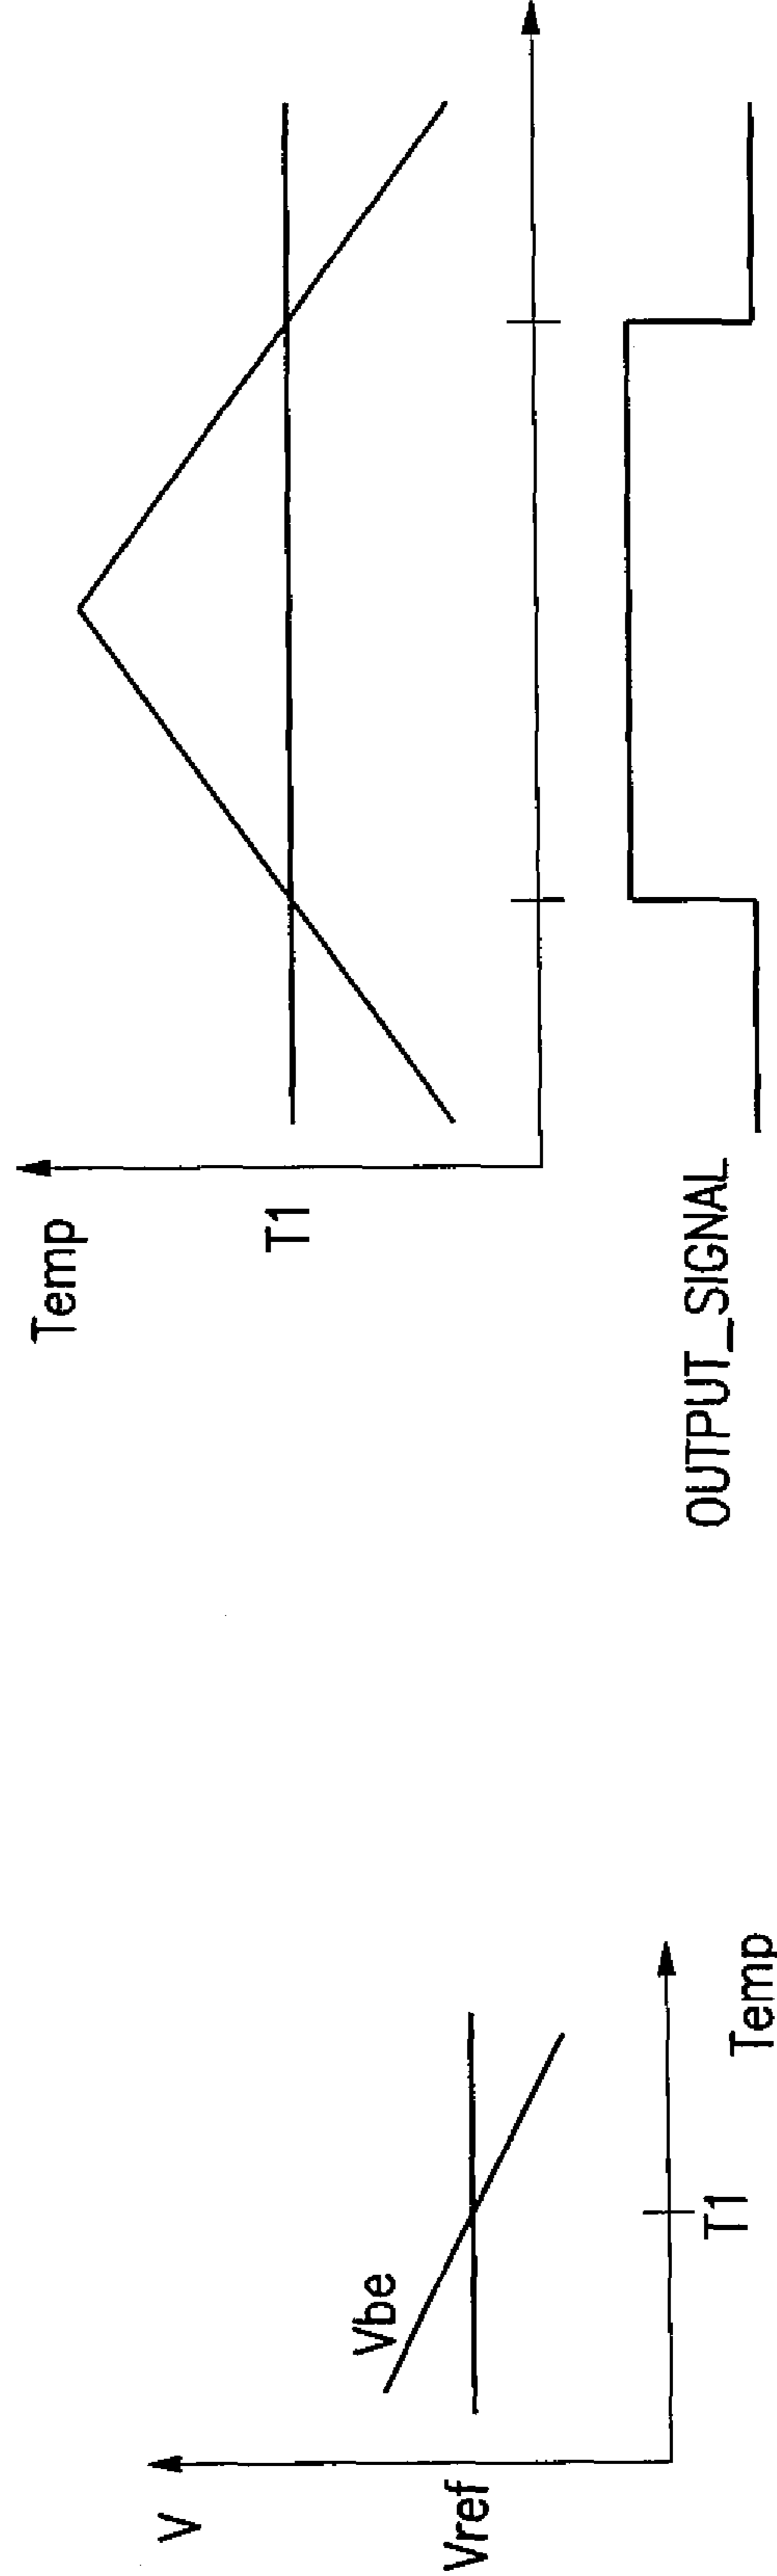 V
Vref
Vbe
T1
Temp
Temp
T1
OUTPUT_SIGNAL